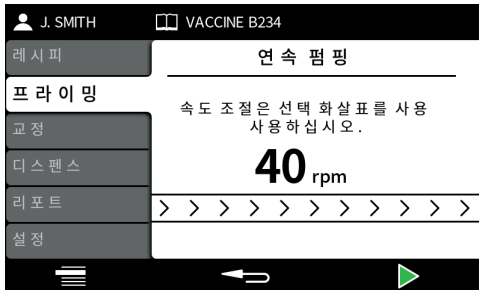 J. SMITH
VACCINE B234
레시피
프라이밍
교정
디스펜스
리포트
설정
연속 펌핑
속도 조절은 선택 화살표를 사용
사용하십시오.
40 rpm